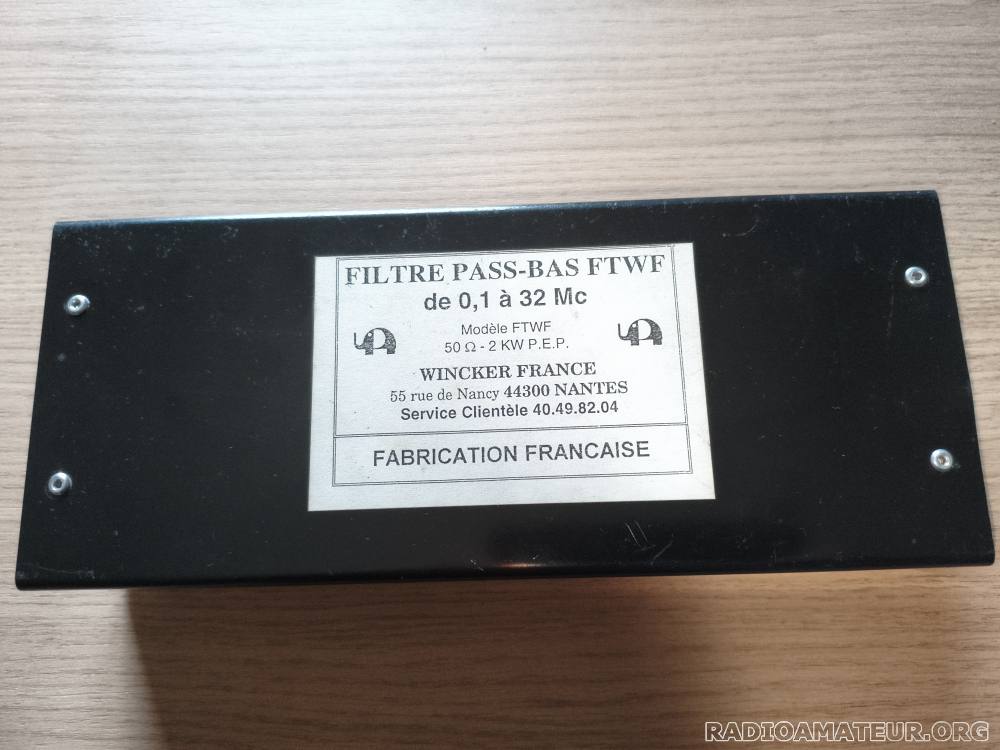 FILTRE PASS-BAS FTWF
de 0,1 à 32 Mc
Modèle FTWF
50 Ω - 2 KW P.E.P.
WINCKER FRANCE
55 rue de Nancy 44300 NANTES
Service Clientèle 40.49.82.04
FABRICATION FRANCAISE
RADIOAMATEUR.ORG